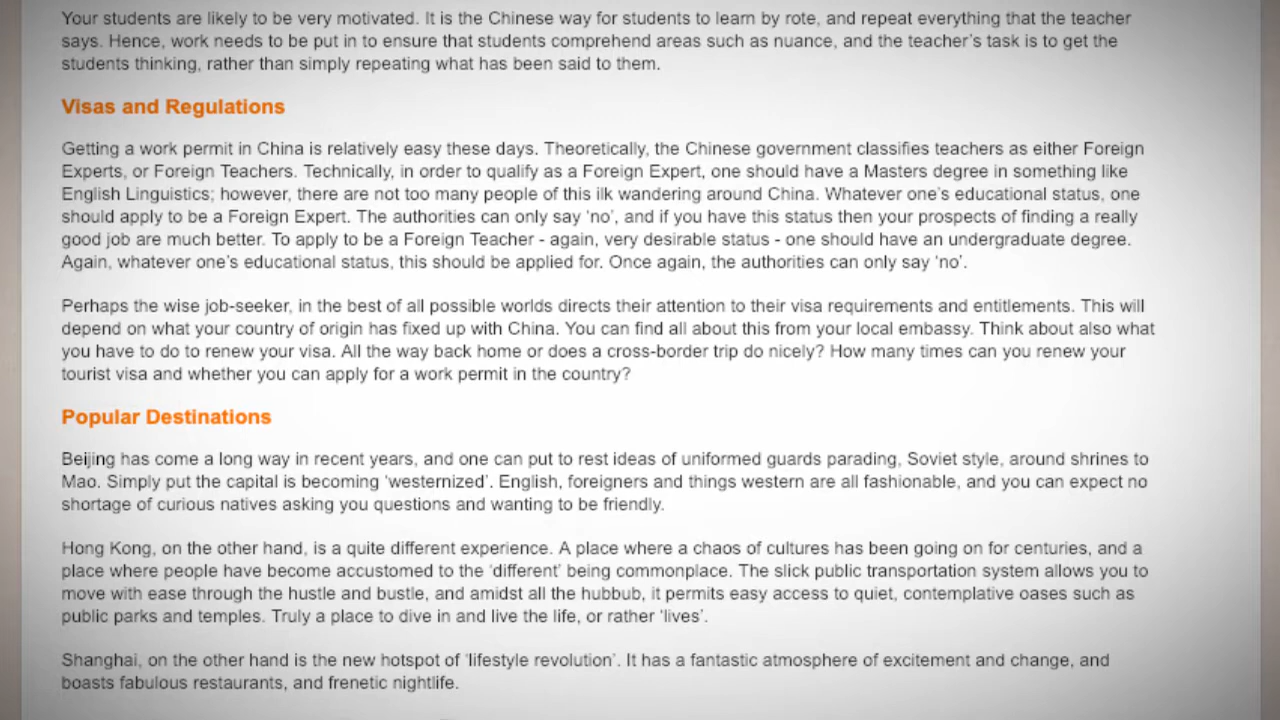 Your students are likely to be very motivated. It is the Chinese way for students to learn by rote, and repeat everything that the teacher
says. Hence, work needs to be put in to ensure that students comprehend areas such as nuance, and the teacher's task is to get the
students thinking, rather than simply repeating what has been said to them.
Visas and Regulations
Getting a work permit in China is relatively easy these days. Theoretically, the Chinese government classifies teachers as either Foreign
Experts, or Foreign Teachers. Technically, in order to qualify as a Foreign Expert, one should have a Masters degree in something like
English Linguistics; however, there are not too many people of this ilk wandering around China. Whatever one's educational status, one
should apply to be a Foreign Expert. The authorities can only say 'no', and if you have this status then your prospects of finding a really
good job are much better. To apply to be a Foreign Teacher - again, very desirable status - one should have an undergraduate degree.
Again, whatever one's educational status, this should be applied for. Once again, the authorities can only say 'no'.
Perhaps the wise job-seeker, in the best of all possible worlds directs their attention to their visa requirements and entitlements. This will
depend on what your country of origin has fixed up with China. You can find all about this from your local embassy. Think about also what
you have to do to renew your visa. All the way back home or does a cross-border trip do nicely? How many times can you renew your
tourist visa and whether you can apply for a work permit in the country?
Popular Destinations
Beijing has come a long way in recent years, and one can put to rest ideas of uniformed guards parading, Soviet style, around shrines to
Mao. Simply put the capital is becoming 'westernized'. English, foreigners and things western are all fashionable, and you can expect no
shortage of curious natives asking you questions and wanting to be friendly.
Hong Kong, on the other hand, is a quite different experience. A place where a chaos of cultures has been going on for centuries, and a
place where people have become accustomed to the 'different' being commonplace. The slick public transportation system allows you to
move with ease through the hustle and bustle, and amidst all the hubbub, it permits easy access to quiet, contemplative oases such as
public parks and temples. Truly a place to dive in and live the life, or rather 'lives'.
Shanghai, on the other hand is the new hotspot of 'lifestyle revolution'. It has a fantastic atmosphere of excitement and change, and
boasts fabulous restaurants, and frenetic nightlife.